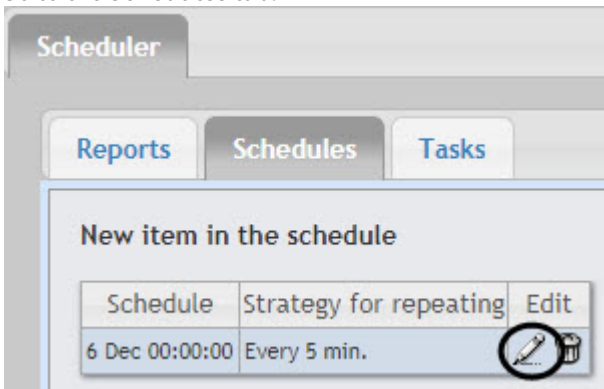 Scheduler
Reports Schedules Tasks
New item in the schedule
Schedule Strategy for repeating Edit
6 Dec 00:00:00 Every 5 min.